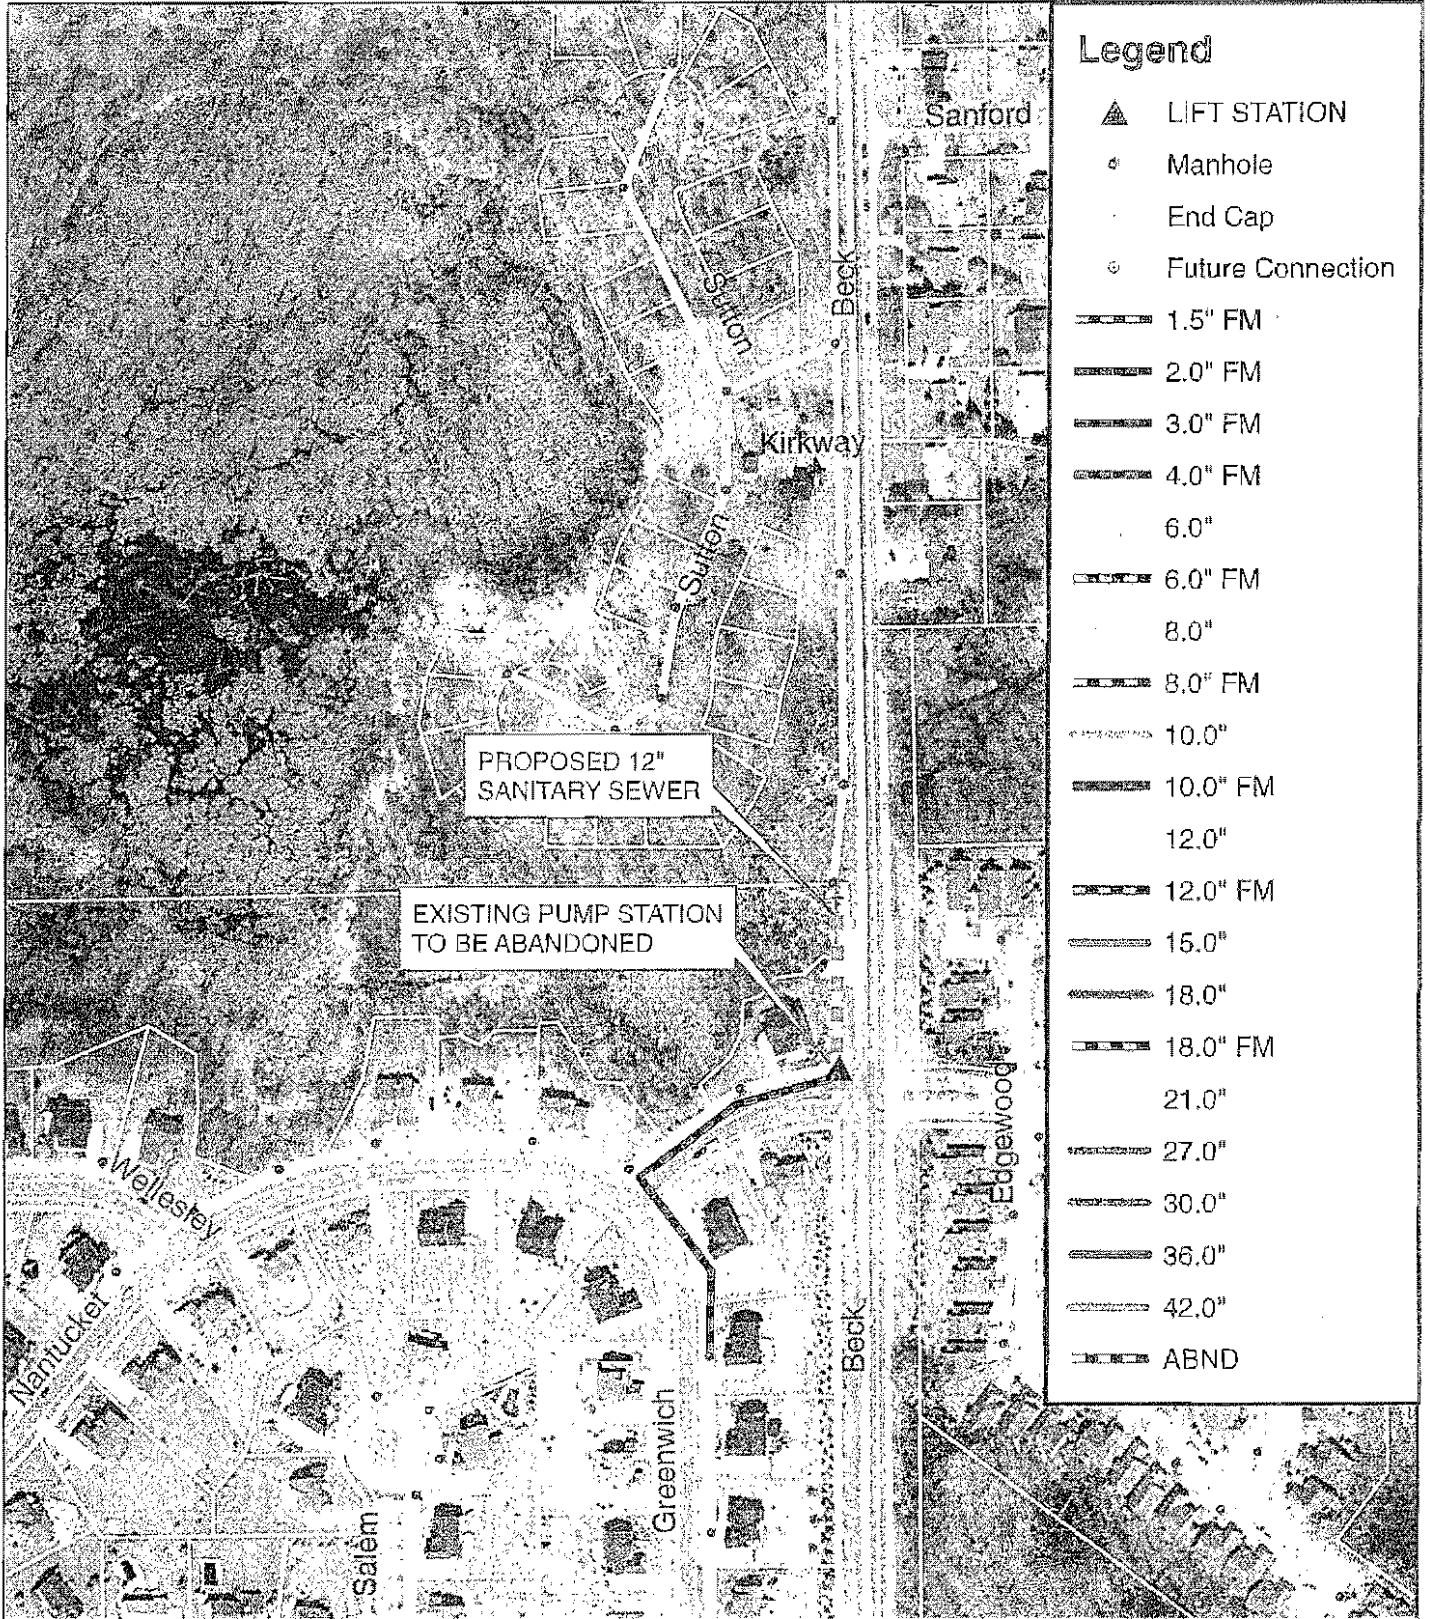 Legend
LIFT STATION
Manhole
End Cap
Future Connection
1.5" FM
2.0" FM
3.0" FM
4.0" FM
6.0"
6.0" FM
8.0"
8.0" FM
10.0"
10.0" FM
12.0"
12.0" FM
15.0"
18.0"
18.0" FM
21.0"
27.0"
30.0"
36.0"
42.0"
ABND
Sanford
Beck
Sutton
Kirkway
Sutton
PROPOSED 12"
SANITARY SEWER
EXISTING PUMP STATION
TO BE ABANDONED
Edgewood
Wellesley
Nantucket
Beck
Greenwich
Salem